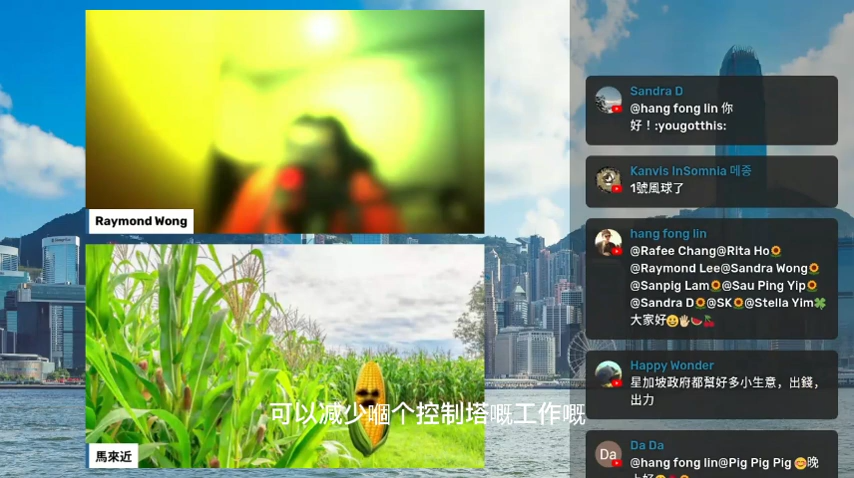 Raymond Wong
馬來近
可以減少嗰个控制塔嘅工作嘅
Sandra D
@hang fong lin 你
好！:yougotthis:
Kanvis InSomnia 메종
1號風球了
hang fong lin
@Rafee Chang@Rita Ho🌻
@Raymond Lee@Sandra Wong🌻
@Sanpig Lam🌻@Sau Ping Yip🌻
@Sandra D🌻@SK🌻@Stella Yim🍀
大家好😀🖐🍉🍒
Happy Wonder
星加坡政府都幫好多小生意，出錢，
出力
Da
Da Da
@hang fong lin@Pig Pig Pig 😊晚